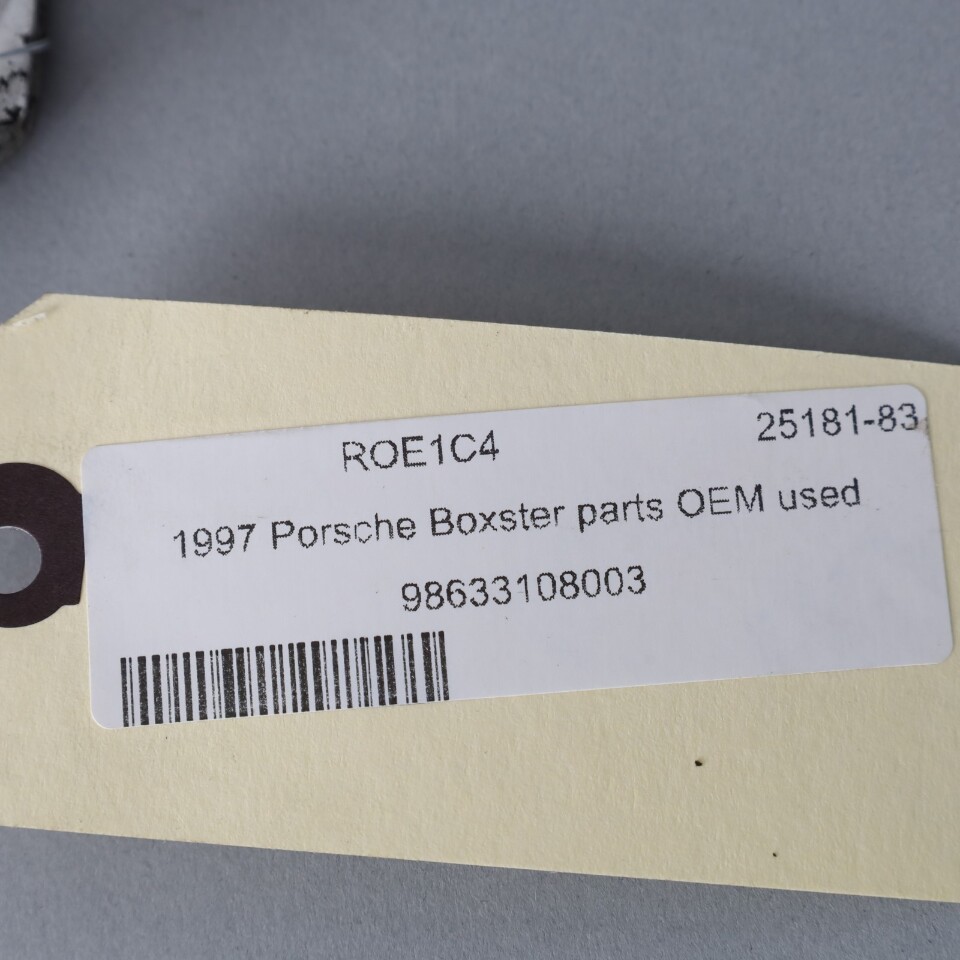 ROE1C4 25181-83
1997 Porsche Boxster parts OEM used
98633108003